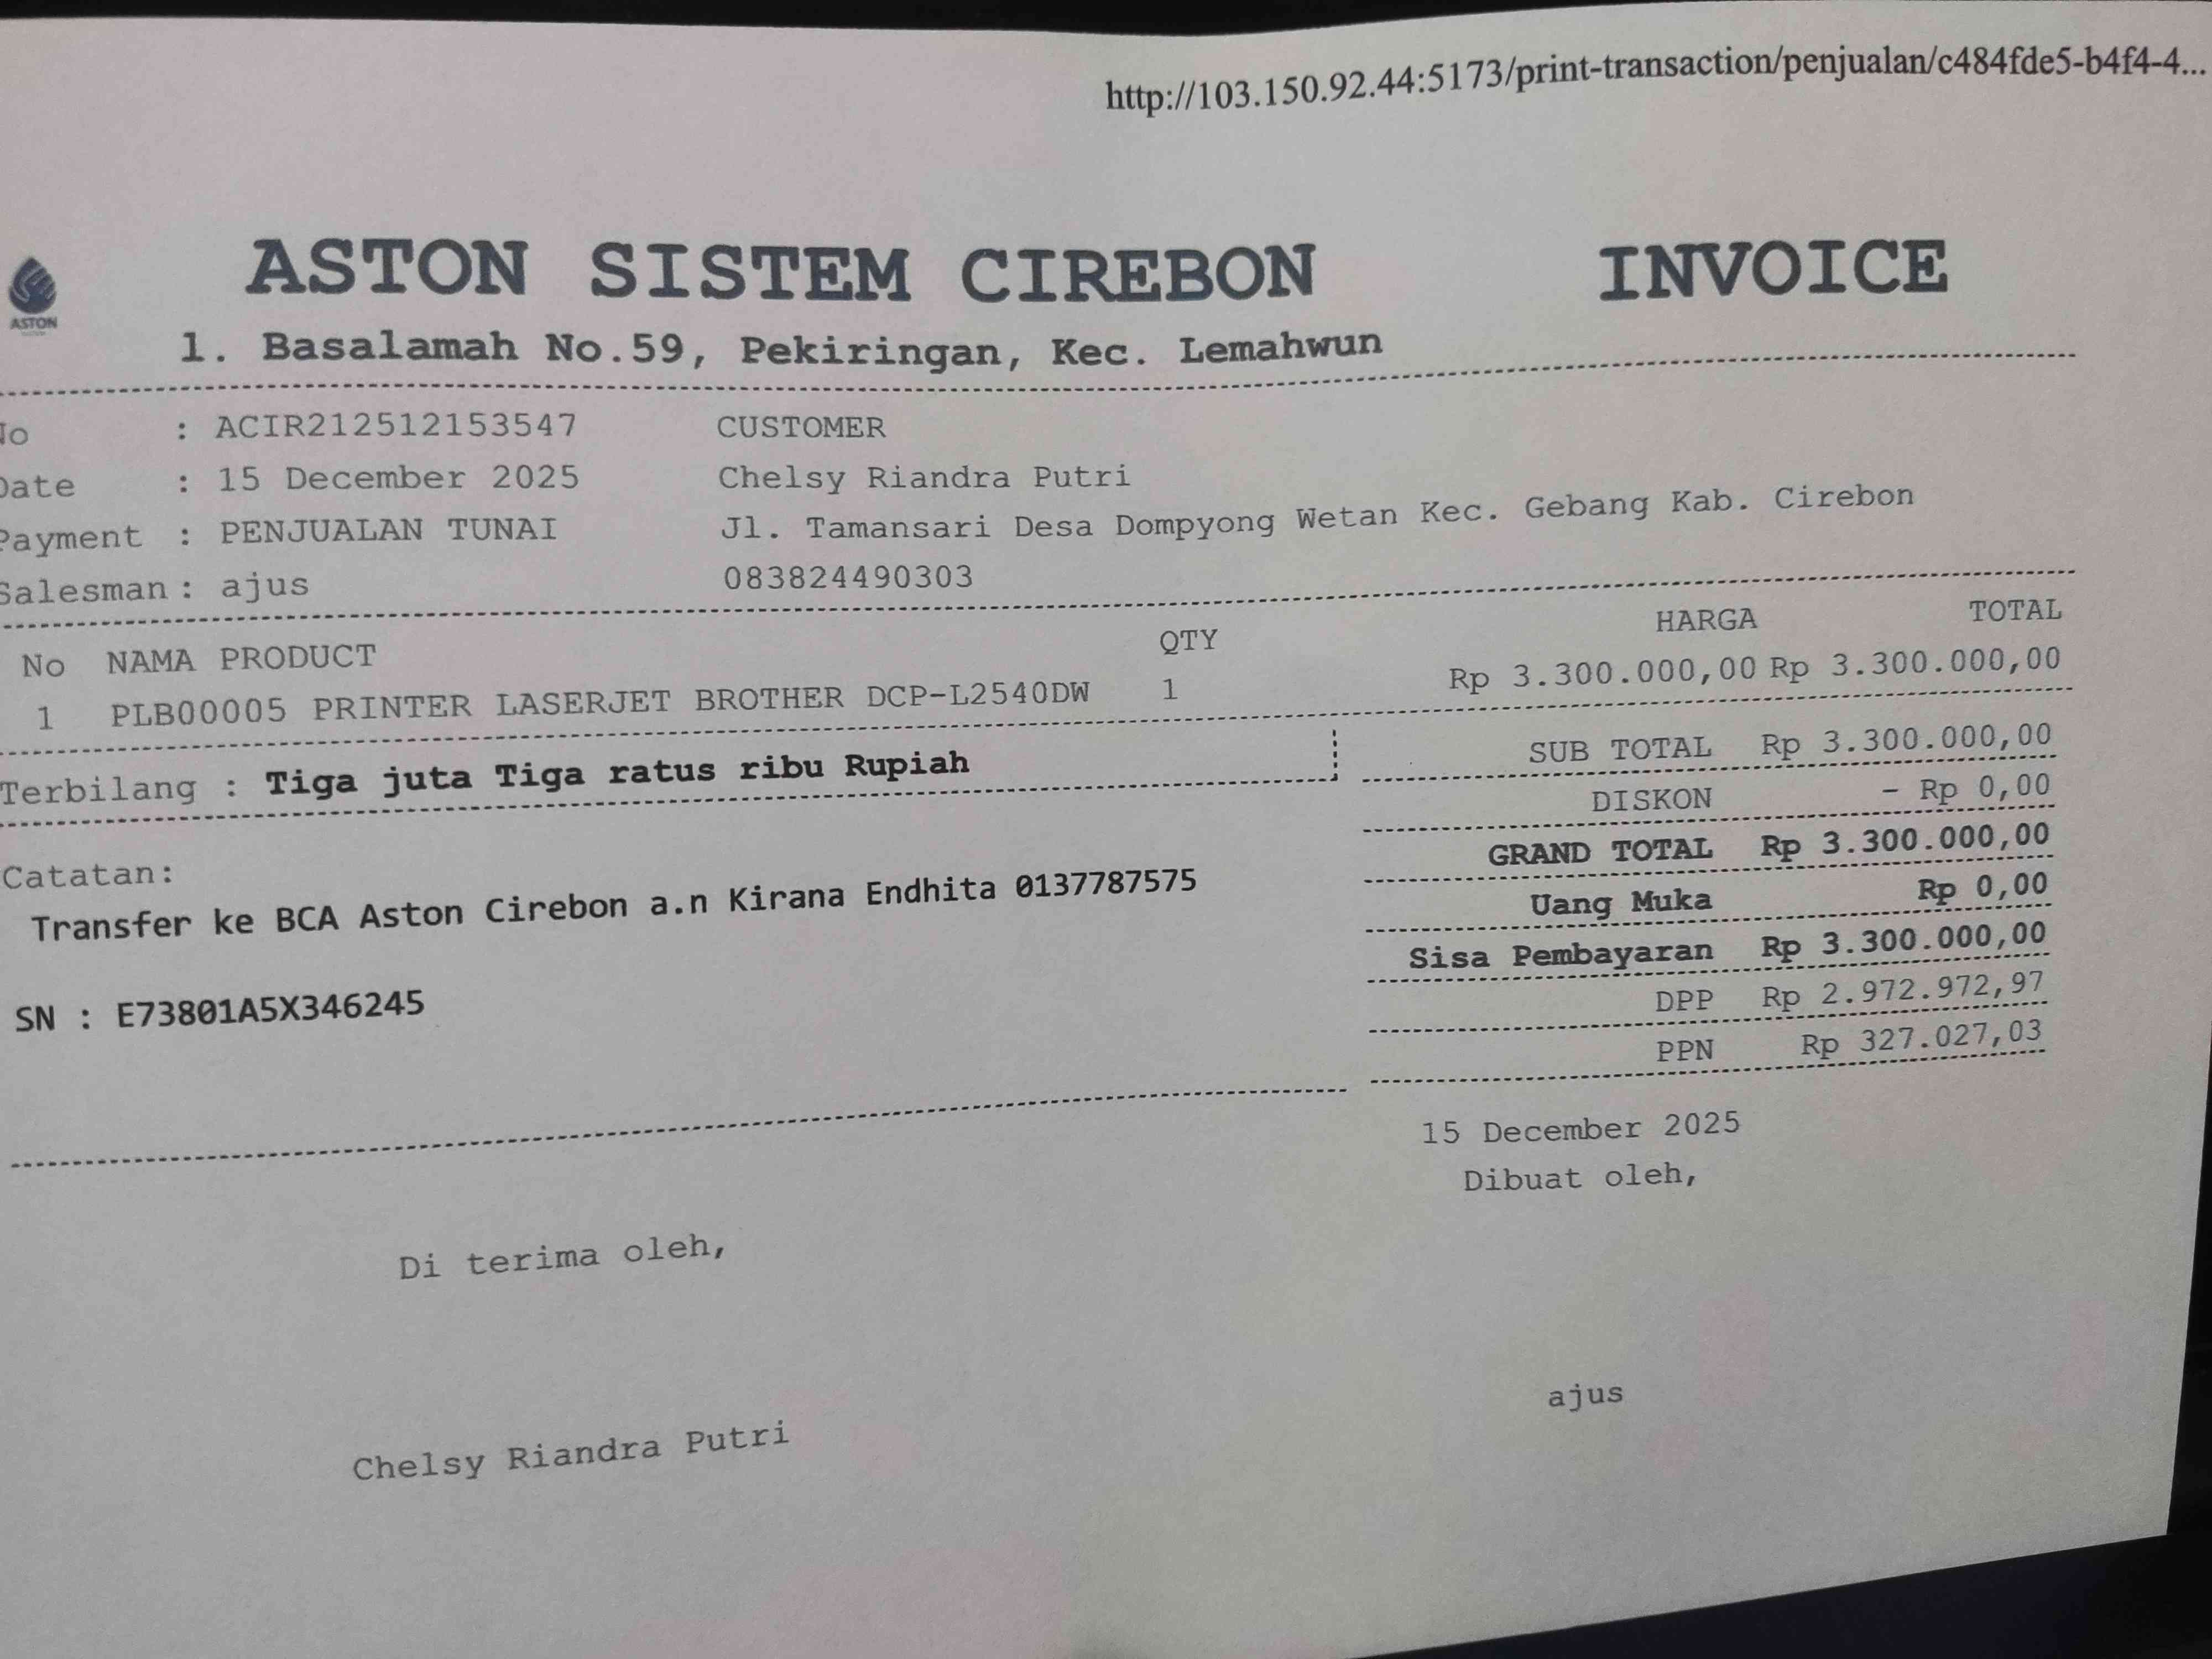 http://103.150.92.44:5173/print-transaction/penjualan/c484fde5-b4f4-4...
ASTON SISTEM CIREBON INVOICE
ASTON
1. Basalamah No.59, Pekiringan, Kec. Lemahwun
No : ACIR212512153547 CUSTOMER
Date : 15 December 2025 Chelsy Riandra Putri
Payment : PENJUALAN TUNAI Jl. Tamansari Desa Dompyong Wetan Kec. Gebang Kab. Cirebon
Salesman : ajus 083824490303
No NAMA PRODUCT QTY HARGA TOTAL
1 PLB00005 PRINTER LASERJET BROTHER DCP-L2540DW 1 Rp 3.300.000,00 Rp 3.300.000,00
Terbilang : Tiga juta Tiga ratus ribu Rupiah
SUB TOTAL Rp 3.300.000,00
DISKON - Rp 0,00
GRAND TOTAL Rp 3.300.000,00
Uang Muka Rp 0,00
Sisa Pembayaran Rp 3.300.000,00
DPP Rp 2.972.972,97
PPN Rp 327.027,03
Catatan:
Transfer ke BCA Aston Cirebon a.n Kirana Endhita 0137787575
SN : E73801A5X346245
15 December 2025
Dibuat oleh,
Di terima oleh,
ajus
Chelsy Riandra Putri